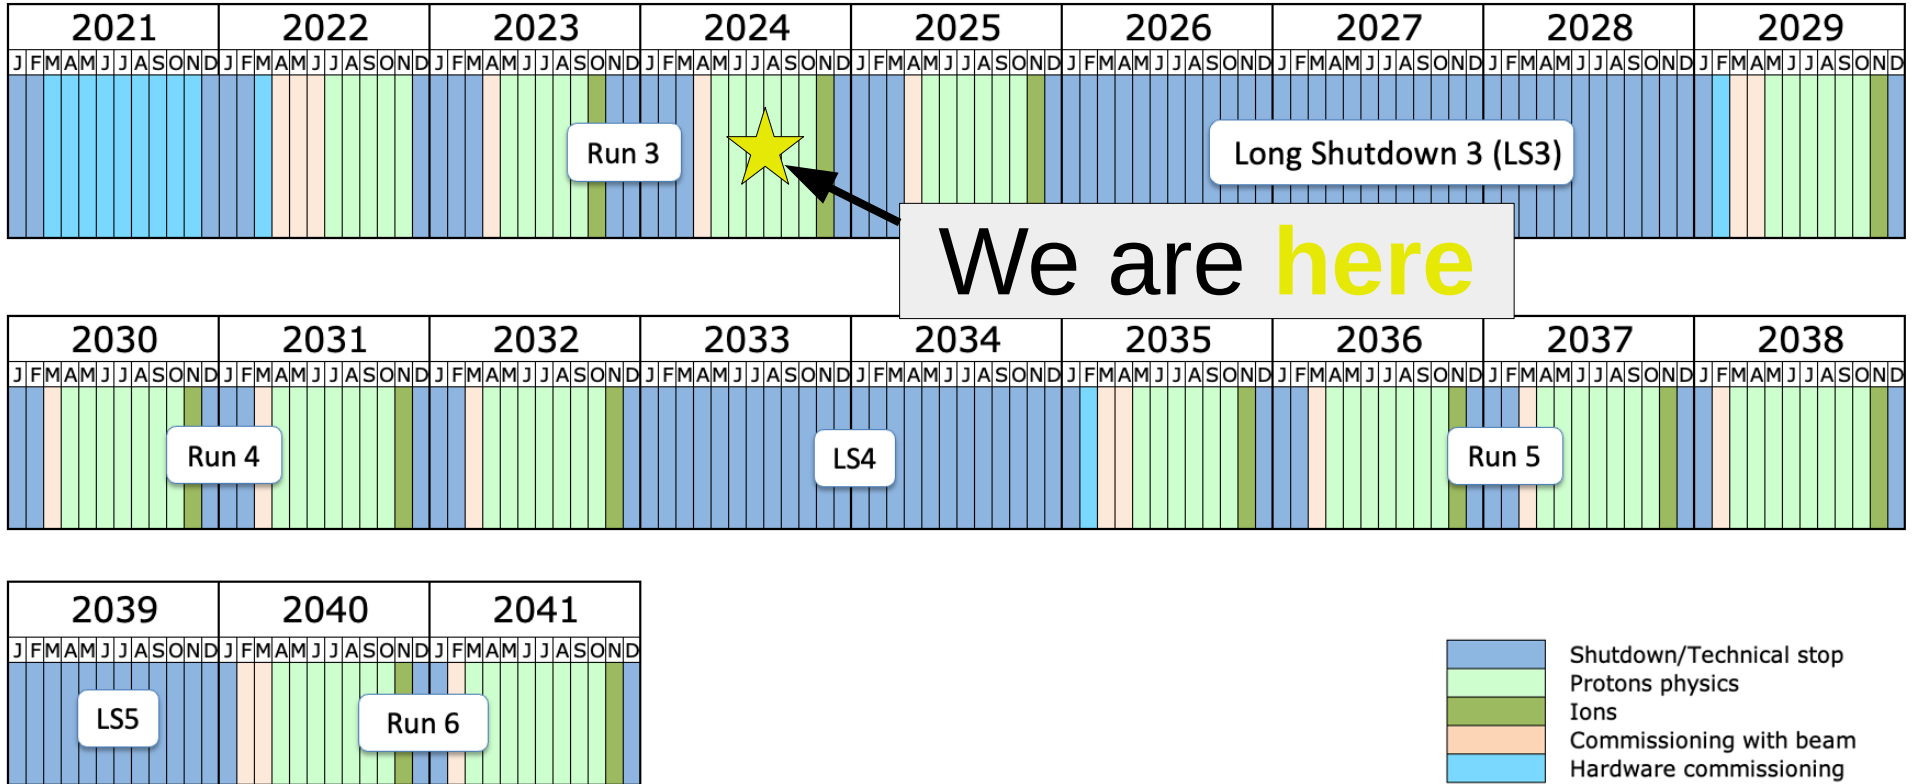 2021 2022 2023 2024 2025 2026 2027 2028 2029
J F M A M J J A S O N D J F M A M J J A S O N D J F M A M J J A S O N D J F M A M J J A S O N D J F M A M J J A S O N D J F M A M J J A S O N D J F M A M J J A S O N D J F M A M J J A S O N D J F M A M J J A S O N D
Run 3
Long Shutdown 3 (LS3)
We are here
2030 2031 2032 2033 2034 2035 2036 2037 2038
J F M A M J J A S O N D J F M A M J J A S O N D J F M A M J J A S O N D J F M A M J J A S O N D J F M A M J J A S O N D J F M A M J J A S O N D J F M A M J J A S O N D J F M A M J J A S O N D J F M A M J J A S O N D
Run 4
LS4
Run 5
2039 2040 2041
J F M A M J J A S O N D J F M A M J J A S O N D J F M A M J J A S O N D
LS5
Run 6
Shutdown/Technical stop
Protons physics
Ions
Commissioning with beam
Hardware commissioning